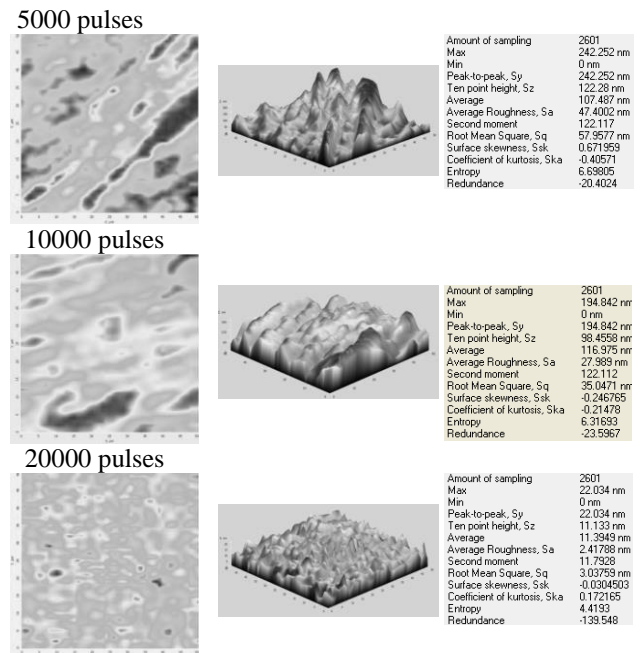 5000 pulses
Amount of sampling 2601
Max 242.252 nm
Min 0 nm
Peak-to-peak, Sy 242.252 nm
Ten point height, Sz 122.28 nm
Average 107.487 nm
Average Roughness, Sa 47.4002 nm
Second moment 122.117
Root Mean Square, Sq 57.9577 nm
Surface skewness, Ssk 0.671959
Coefficient of kurtosis, Ska -0.40571
Entropy 6.69805
Redundance -20.4024
10000 pulses
Amount of sampling 2601
Max 194.842 nm
Min 0 nm
Peak-to-peak, Sy 194.842 nm
Ten point height, Sz 98.4558 nm
Average 116.975 nm
Average Roughness, Sa 27.989 nm
Second moment 122.112
Root Mean Square, Sq 35.0471 nm
Surface skewness, Ssk -0.246765
Coefficient of kurtosis, Ska -0.21478
Entropy 6.31693
Redundance -23.5967
20000 pulses
Amount of sampling 2601
Max 22.034 nm
Min 0 nm
Peak-to-peak, Sy 22.034 nm
Ten point height, Sz 11.133 nm
Average 11.3949 nm
Average Roughness, Sa 2.41788 nm
Second moment 11.7928
Root Mean Square, Sq 3.03759 nm
Surface skewness, Ssk -0.0304503
Coefficient of kurtosis, Ska 0.172165
Entropy 4.4193
Redundance -139.548